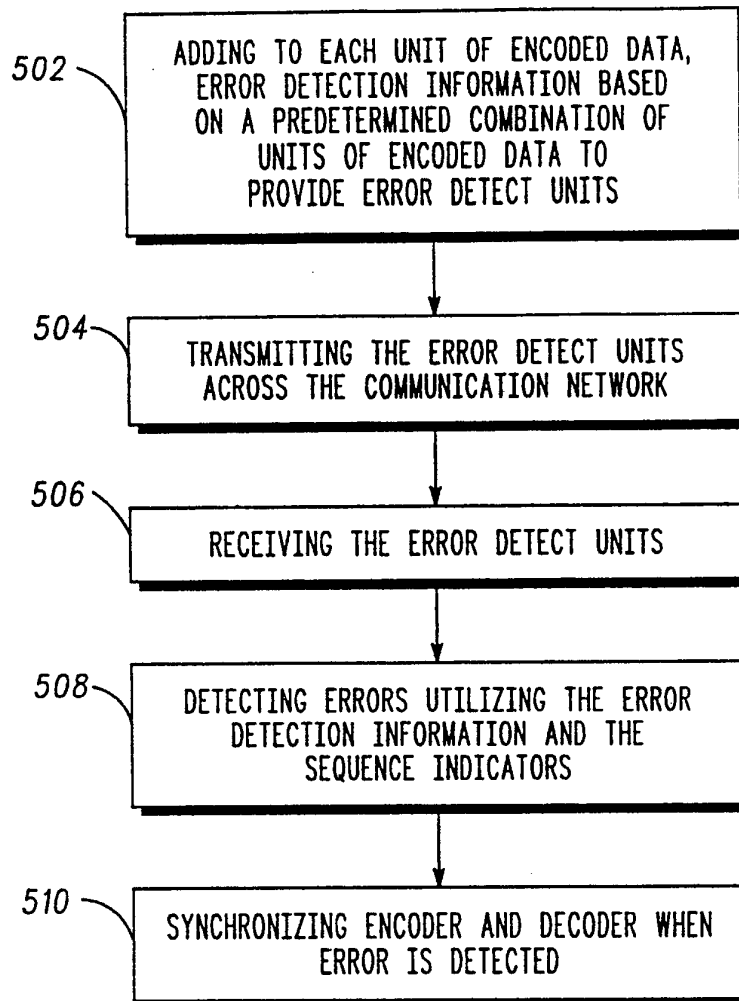 502
ADDING TO EACH UNIT OF ENCODED DATA,
ERROR DETECTION INFORMATION BASED
ON A PREDETERMINED COMBINATION OF
UNITS OF ENCODED DATA TO
PROVIDE ERROR DETECT UNITS
504
TRANSMITTING THE ERROR DETECT UNITS
ACROSS THE COMMUNICATION NETWORK
506
RECEIVING THE ERROR DETECT UNITS
508
DETECTING ERRORS UTILIZING THE ERROR
DETECTION INFORMATION AND THE
SEQUENCE INDICATORS
510
SYNCHRONIZING ENCODER AND DECODER WHEN
ERROR IS DETECTED